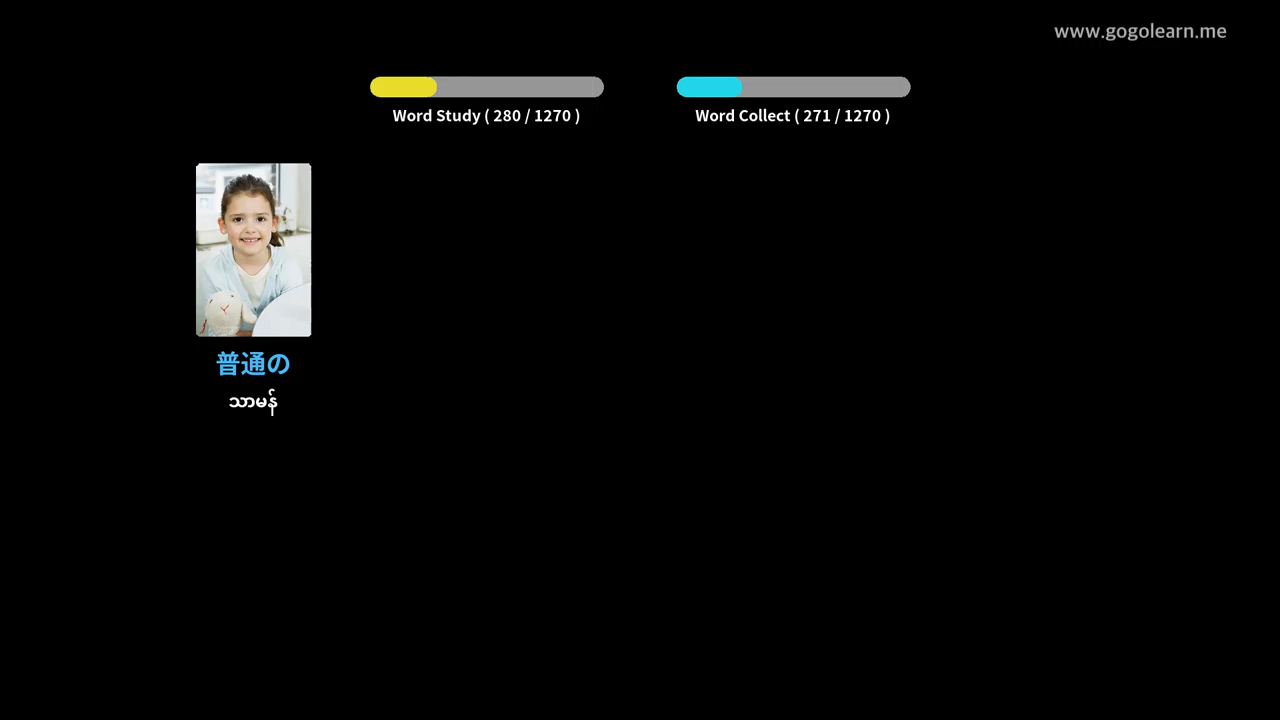 www.gogolearn.me
Word Study ( 280 / 1270 )
Word Collect ( 271 / 1270 )
普通の
သာမန်